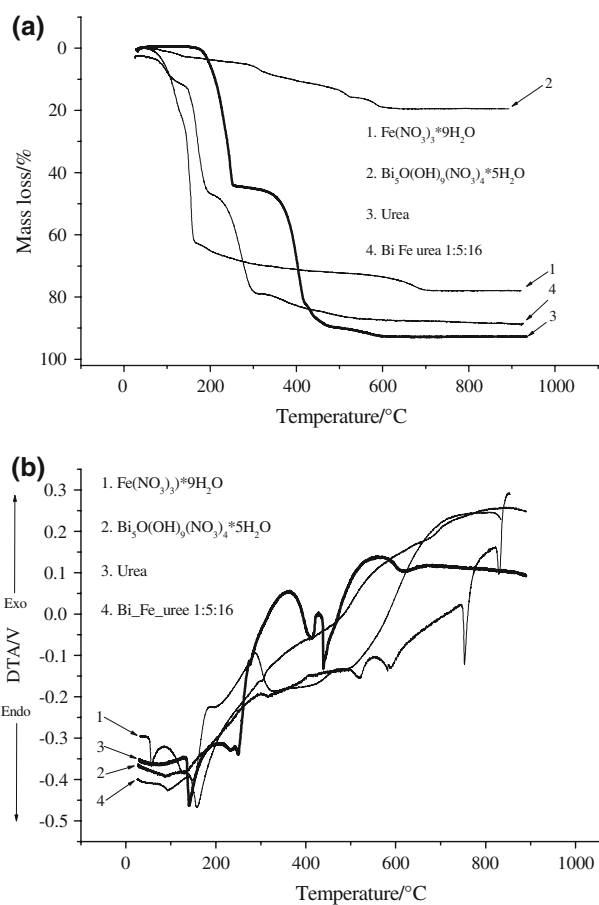 (a)
0
20
40
60
80
100
Mass loss/%
2
1. Fe(NO3)3*9H2O
2. Bi5O(OH)9(NO3)4*5H2O
3. Urea
4. Bi Fe urea 1:5:16
1
4
3
0 200 400 600 800 1000
Temperature/°C
(b)
0.3
0.2
0.1
0.0
-0.1
-0.2
-0.3
-0.4
-0.5
Exo
DTA/V
Endo
1. Fe(NO3)3)*9H2O
2. Bi5O(OH)9(NO3)4*5H2O
3. Urea
4. Bi_Fe_uree 1:5:16
1
3
2
4
0 200 400 600 800 1000
Temperature/°C